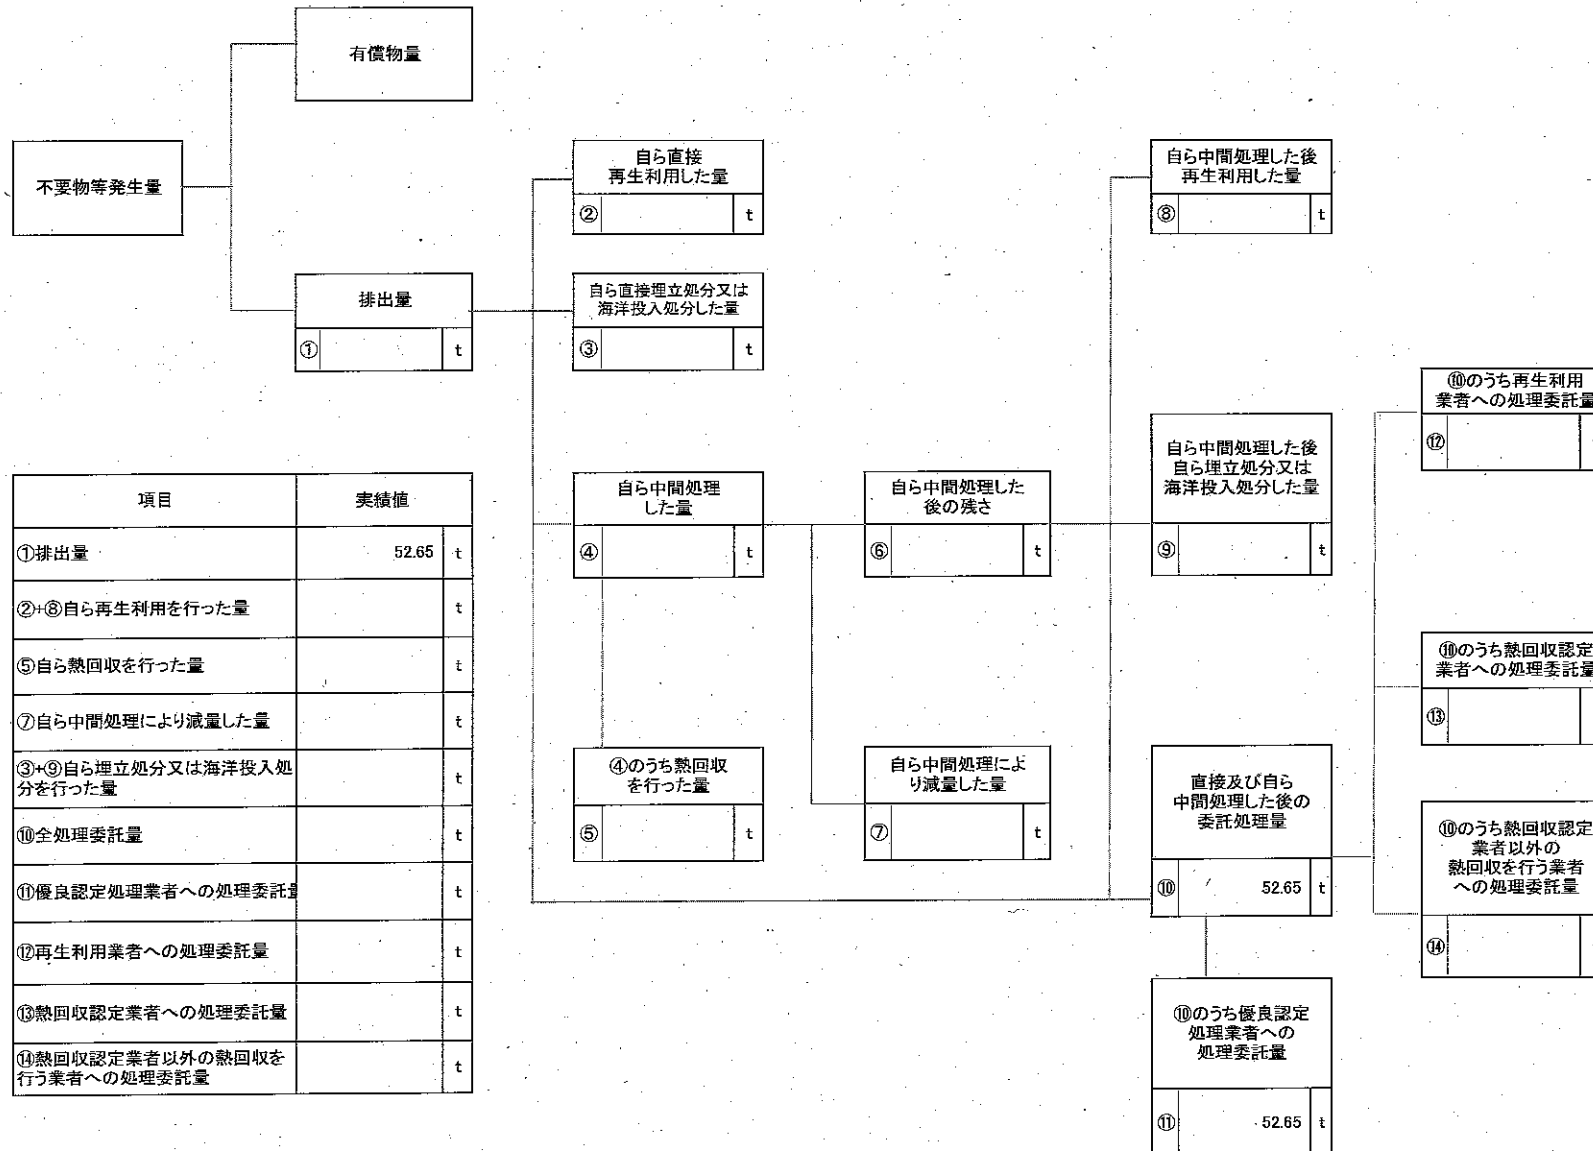 有償物量
不要物等発生量
排出量
① t
自ら直接
再生利用した量
② t
自ら直接埋立処分又は
海洋投入処分した量
③ t
自ら中間処理
した量
④ t
④のうち熱回収
を行った量
⑤ t
自ら中間処理した
後の残さ
⑥ t
自ら中間処理によ
り減量した量
⑦ t
自ら中間処理した後
再生利用した量
⑧ t
自ら中間処理した後
自ら埋立処分又は
海洋投入処分した量
⑨ t
直接及び自ら
中間処理した後の
委託処理量
⑩ 52.65 t
⑩のうち優良認定
処理業者への
処理委託量
⑪ 52.65 t
⑩のうち再生利用
業者への処理委託量
⑫
⑩のうち熱回収認定
業者への処理委託量
⑬
⑩のうち熱回収認定
業者以外の
熱回収を行う業者
への処理委託量
⑭
項目 実績値
①排出量 52.65 t
②+⑧自ら再生利用を行った量 t
⑤自ら熱回収を行った量 t
⑦自ら中間処理により減量した量 t
③+⑨自ら埋立処分又は海洋投入処
分を行った量 t
⑩全処理委託量 t
⑪優良認定処理業者への処理委託量 t
⑫再生利用業者への処理委託量 t
⑬熱回収認定業者への処理委託量 t
⑭熱回収認定業者以外の熱回収を
行う業者への処理委託量 t